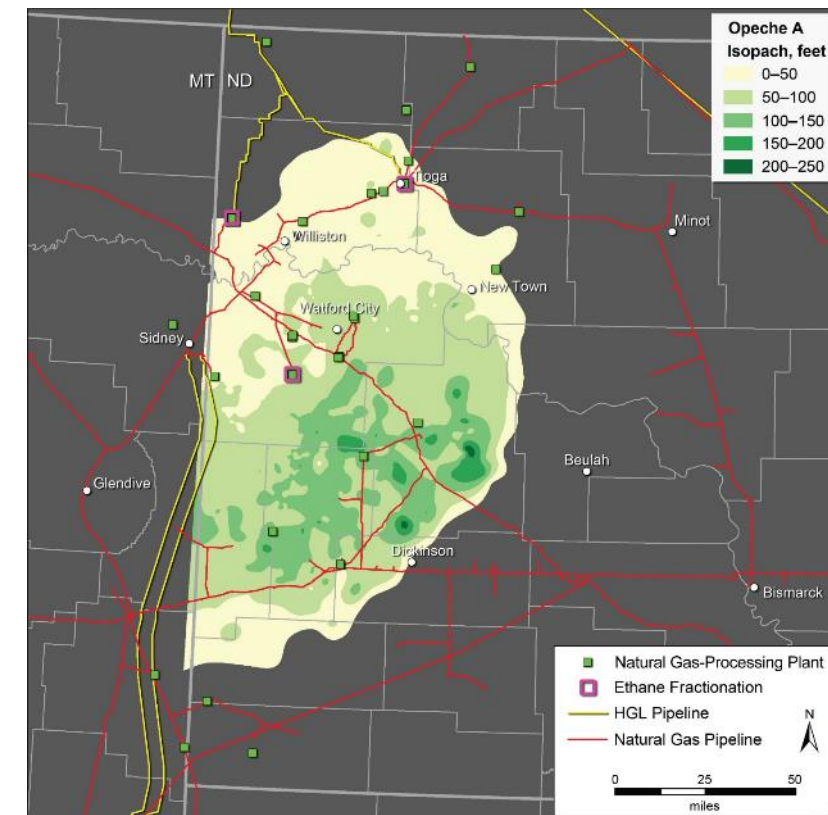 Opeche A
Isopach, feet
0–50
50–100
100–150
150–200
200–250
MT ND
Tioga
Minot
Williston
New Town
Watford City
Sidney
Glendive
Beulah
Dickinson
Bismarck
Natural Gas-Processing Plant
Ethane Fractionation
HGL Pipeline
Natural Gas Pipeline
N
0 25 50
miles